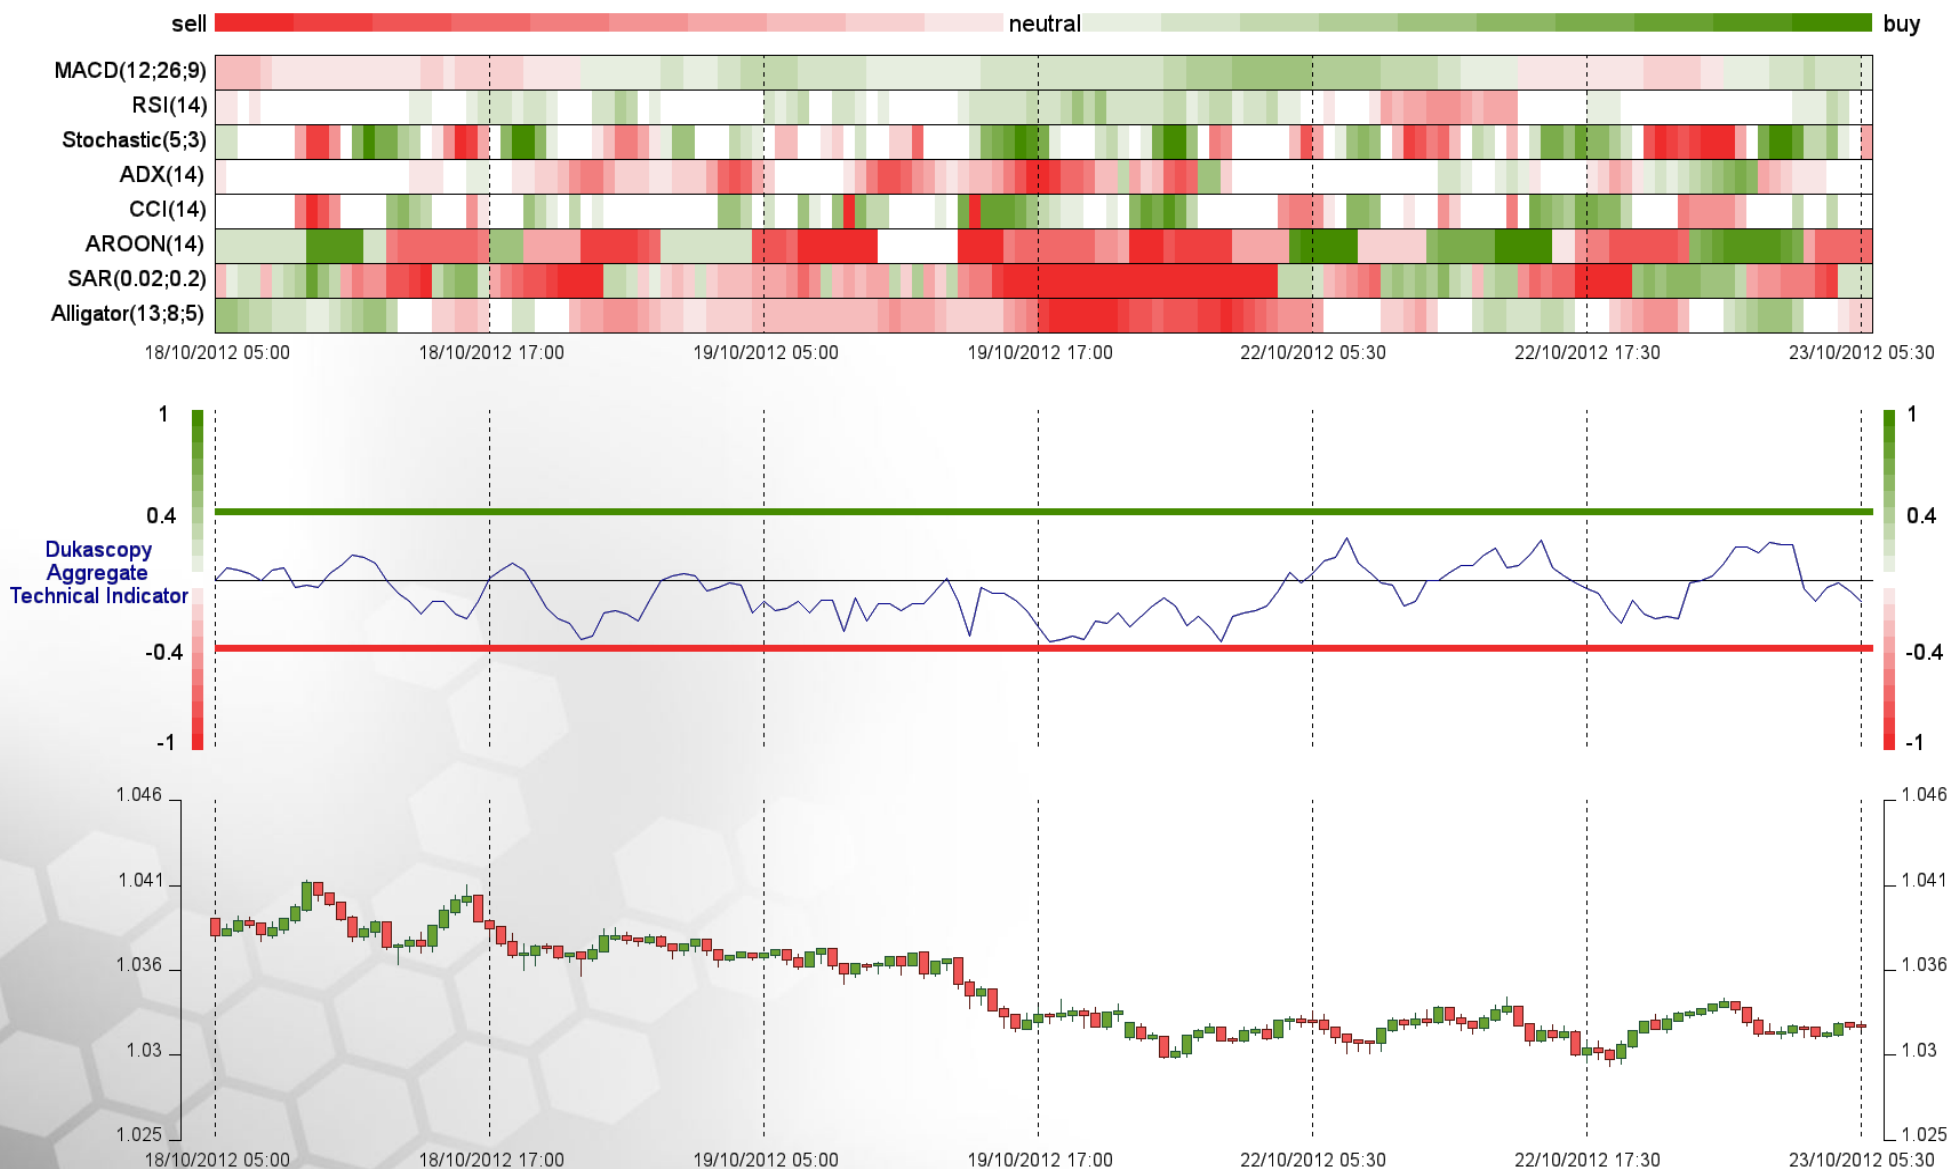 sell neutral buy
MACD(12;26;9)
RSI(14)
Stochastic(5;3)
ADX(14)
CCI(14)
AROON(14)
SAR(0.02;0.2)
Alligator(13;8;5)
18/10/2012 05:00 18/10/2012 17:00 19/10/2012 05:00 19/10/2012 17:00 22/10/2012 05:30 22/10/2012 17:30 23/10/2012 05:30
1 1
0.4 0.4
Dukascopy
Aggregate
Technical Indicator
-0.4 -0.4
-1 -1
1.046 1.046
1.041 1.041
1.036 1.036
1.03 1.03
1.025 1.025
18/10/2012 05:00 18/10/2012 17:00 19/10/2012 05:00 19/10/2012 17:00 22/10/2012 05:30 22/10/2012 17:30 23/10/2012 05:30